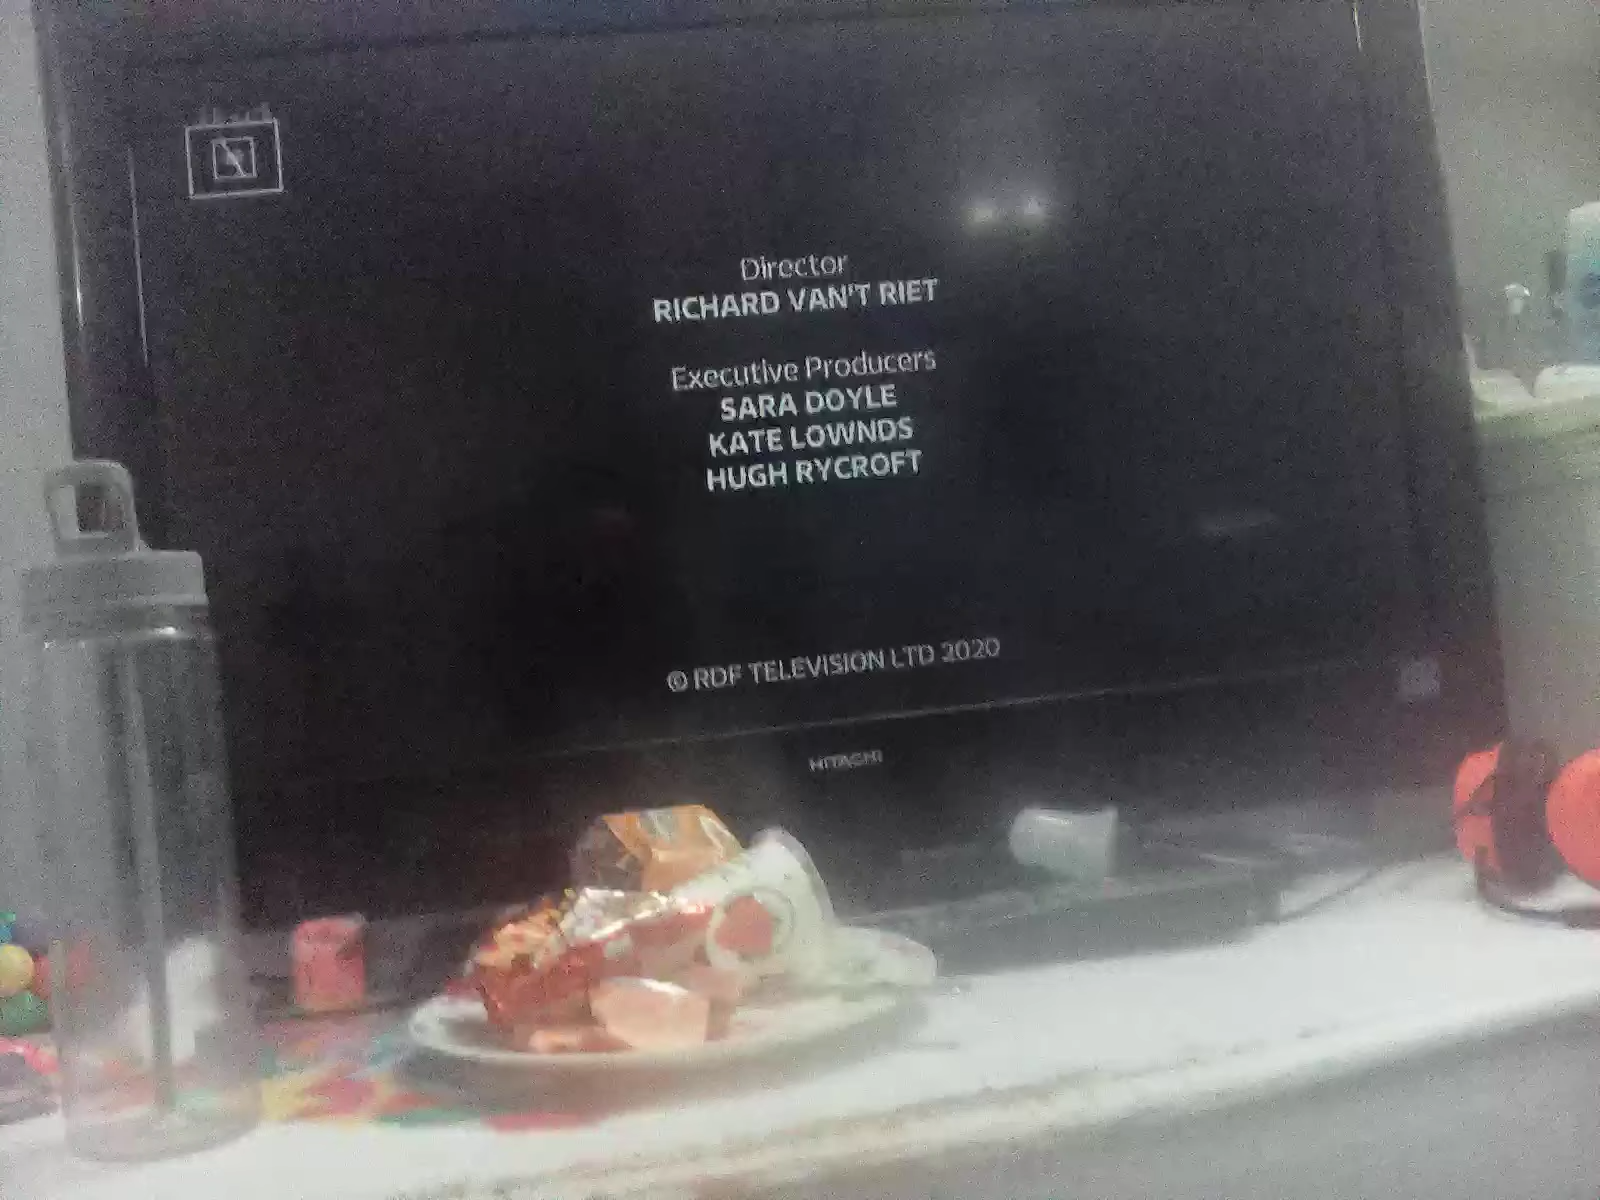 Director
RICHARD VAN'T RIET
Executive Producers
SARA DOYLE
KATE LOWNDS
HUGH RYCROFT
© RDF TELEVISION LTD 2020
HITACHI